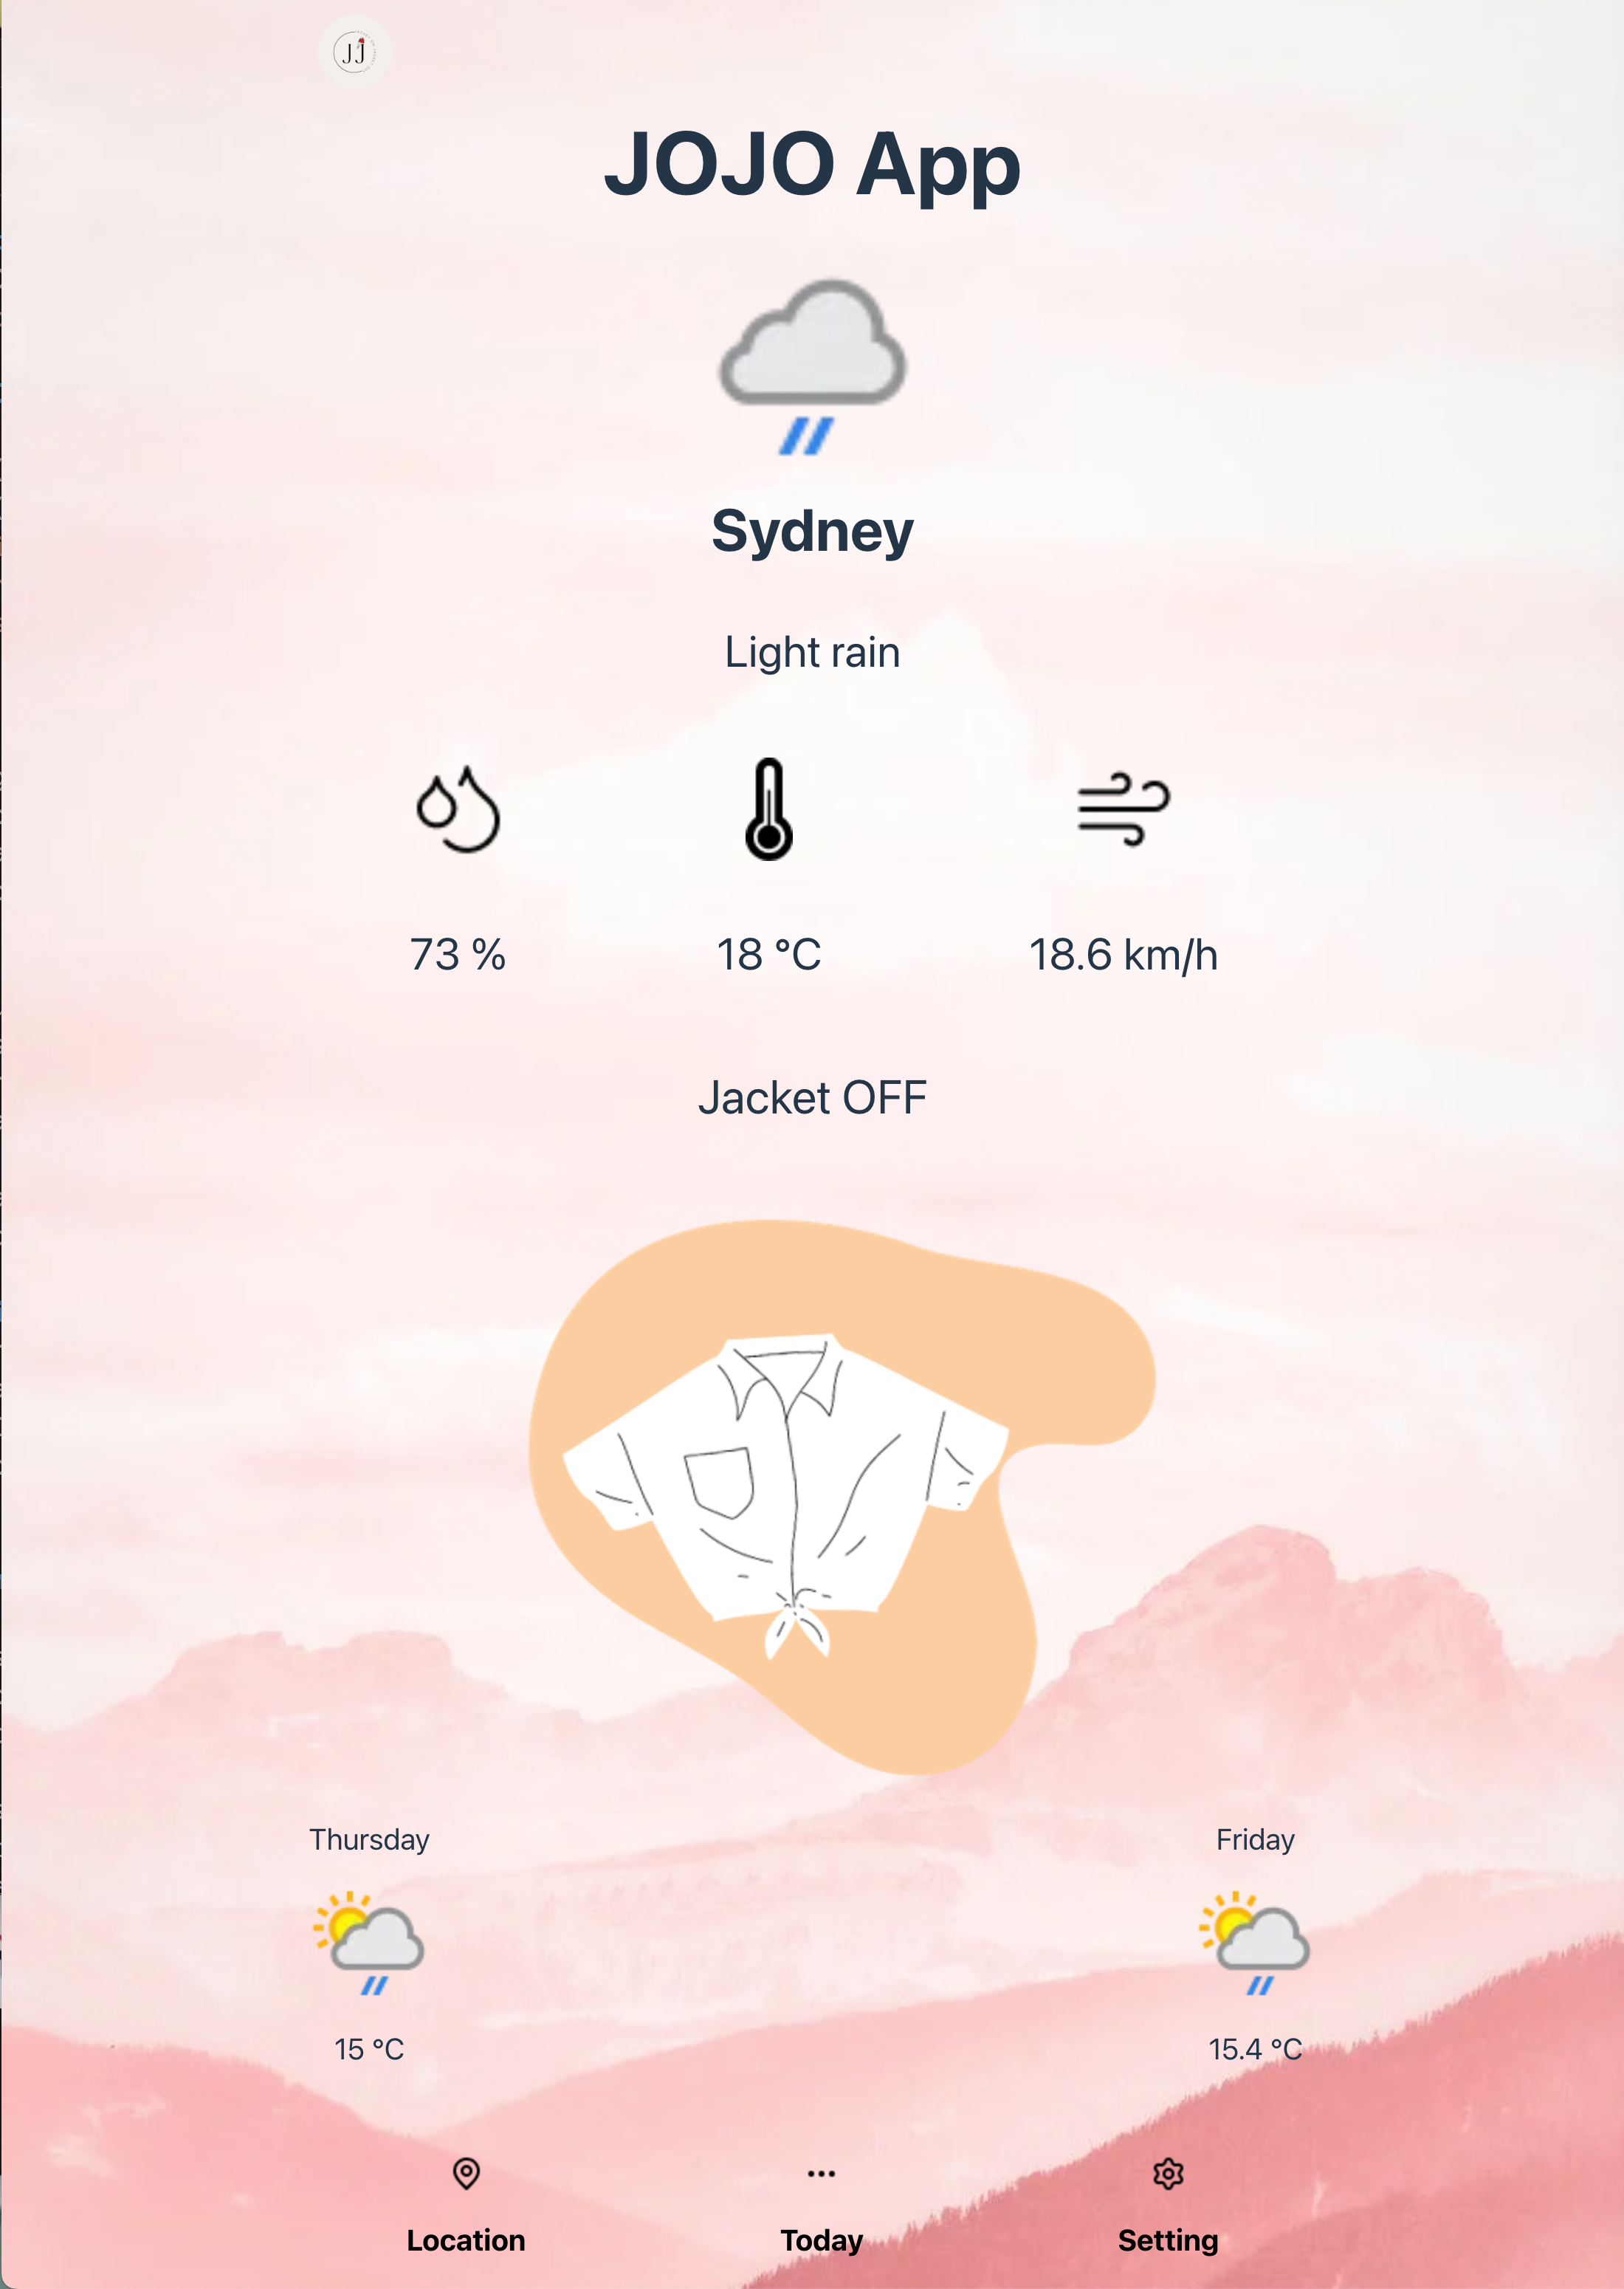 JJ
JOJO App
Sydney
Light rain
73 %
18 °C
18.6 km/h
Jacket OFF
Thursday
Friday
15 °C
15.4 °C
Location
Today
Setting